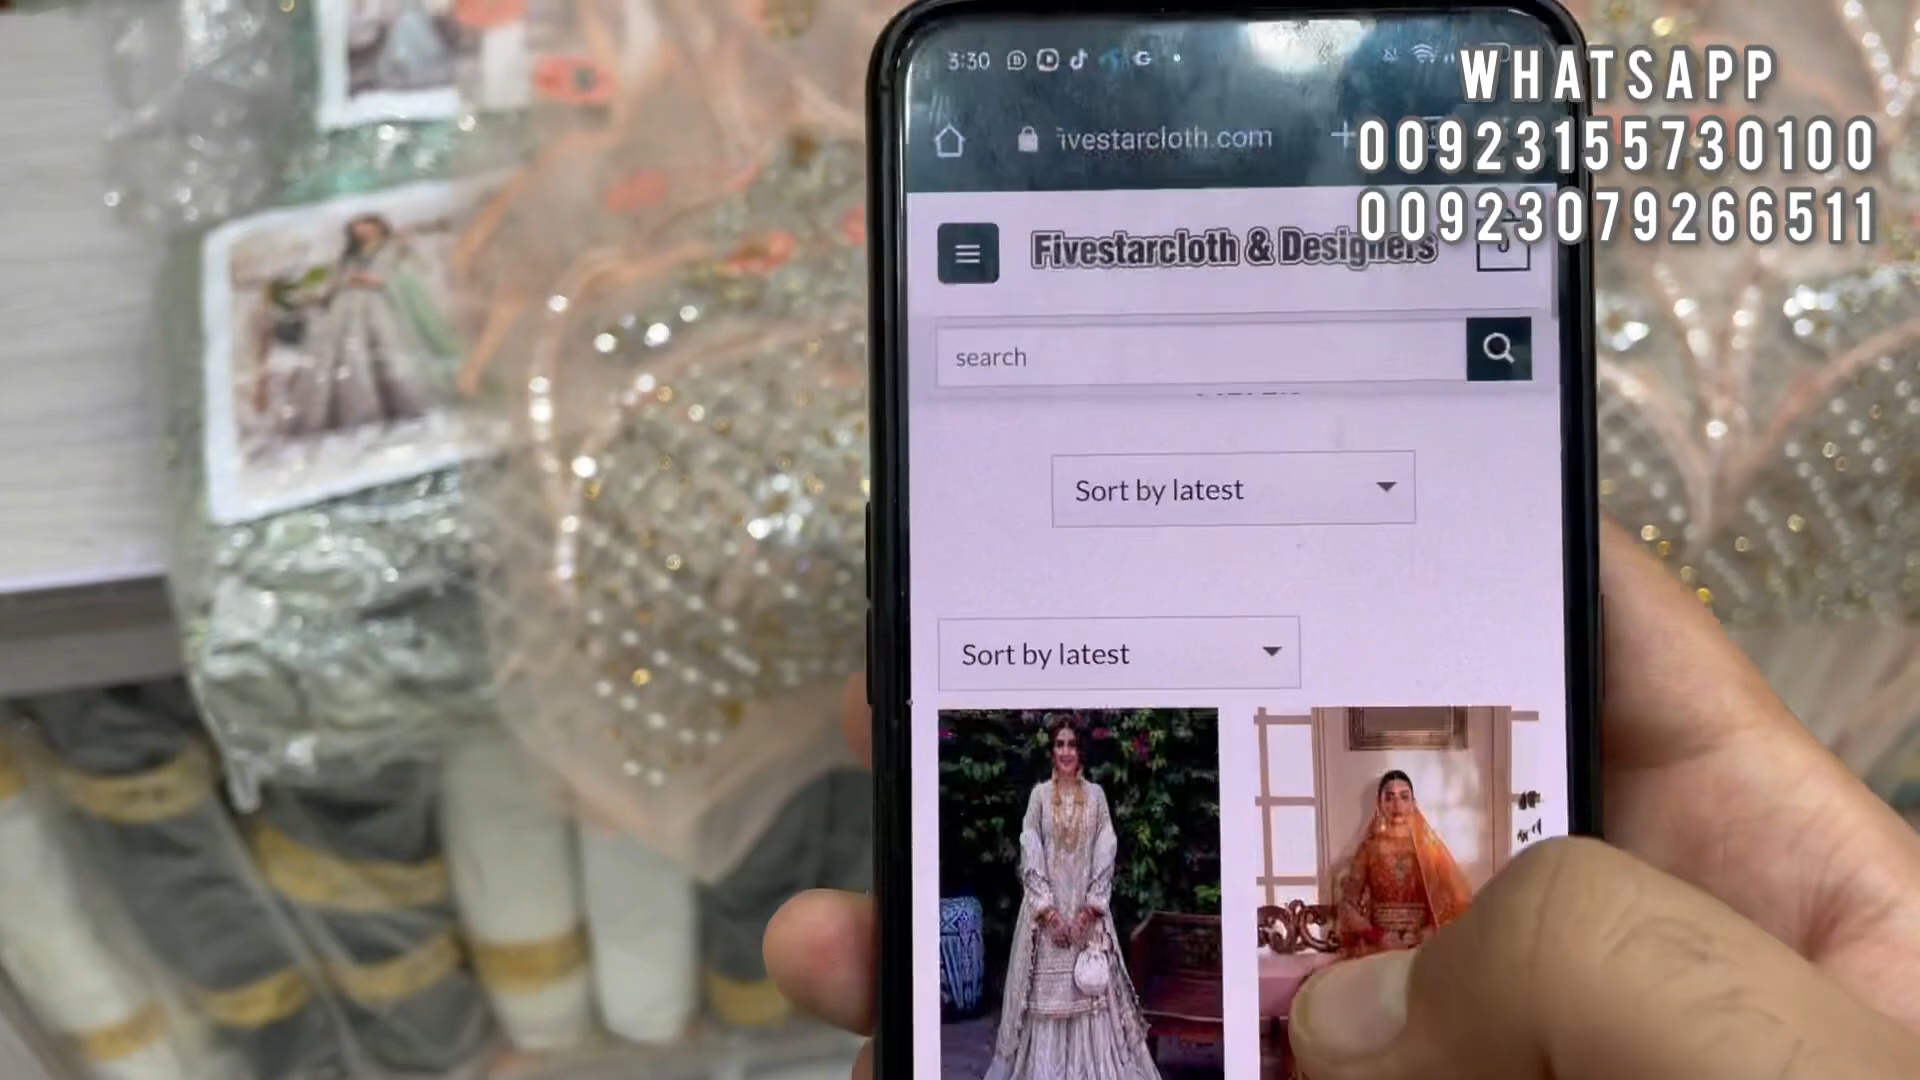 WHATSAPP
00923155730100
00923079266511
3:30
ivestarcloth.com
Fivestarcloth & Designers
search
Sort by latest
Sort by latest